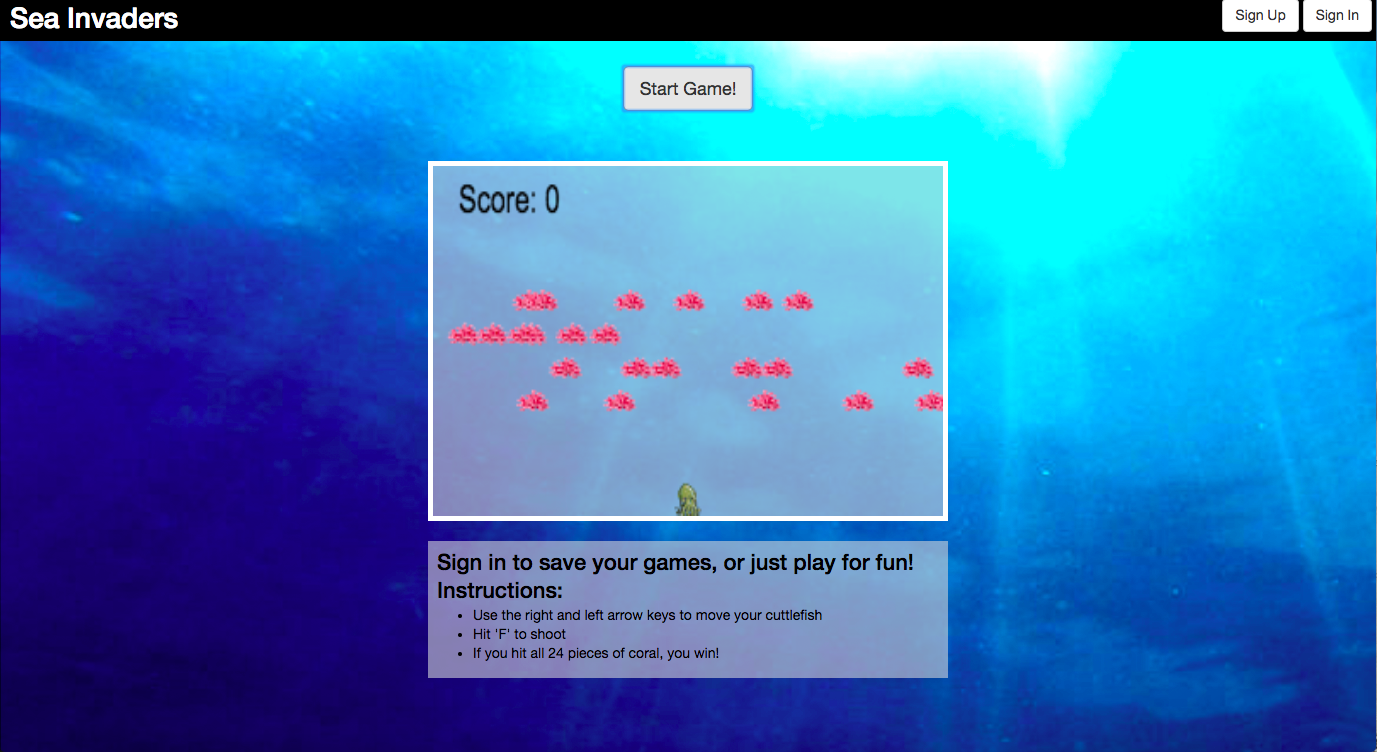 Sea Invaders
Sign Up
Sign In
Start Game!
Score: 0
Sign in to save your games, or just play for fun!
Instructions:
• Use the right and left arrow keys to move your cuttlefish
• Hit 'F' to shoot
• If you hit all 24 pieces of coral, you win!